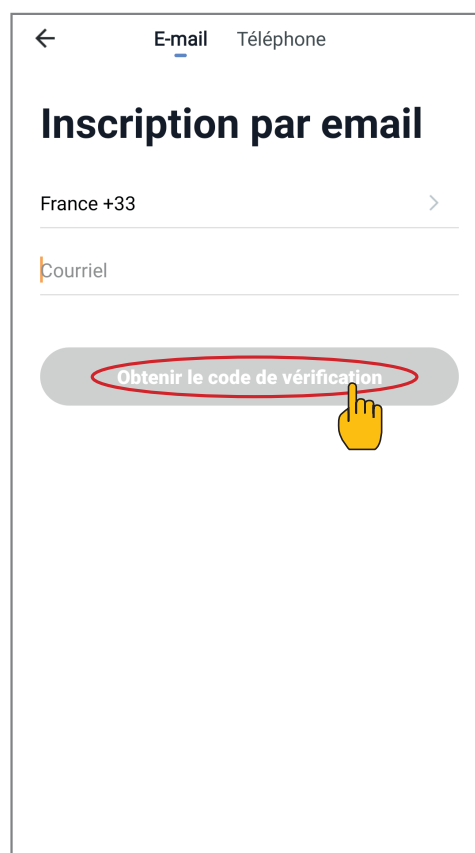 E-mail Téléphone
Inscription par email
France +33
Courriel
Obtenir le code de vérification